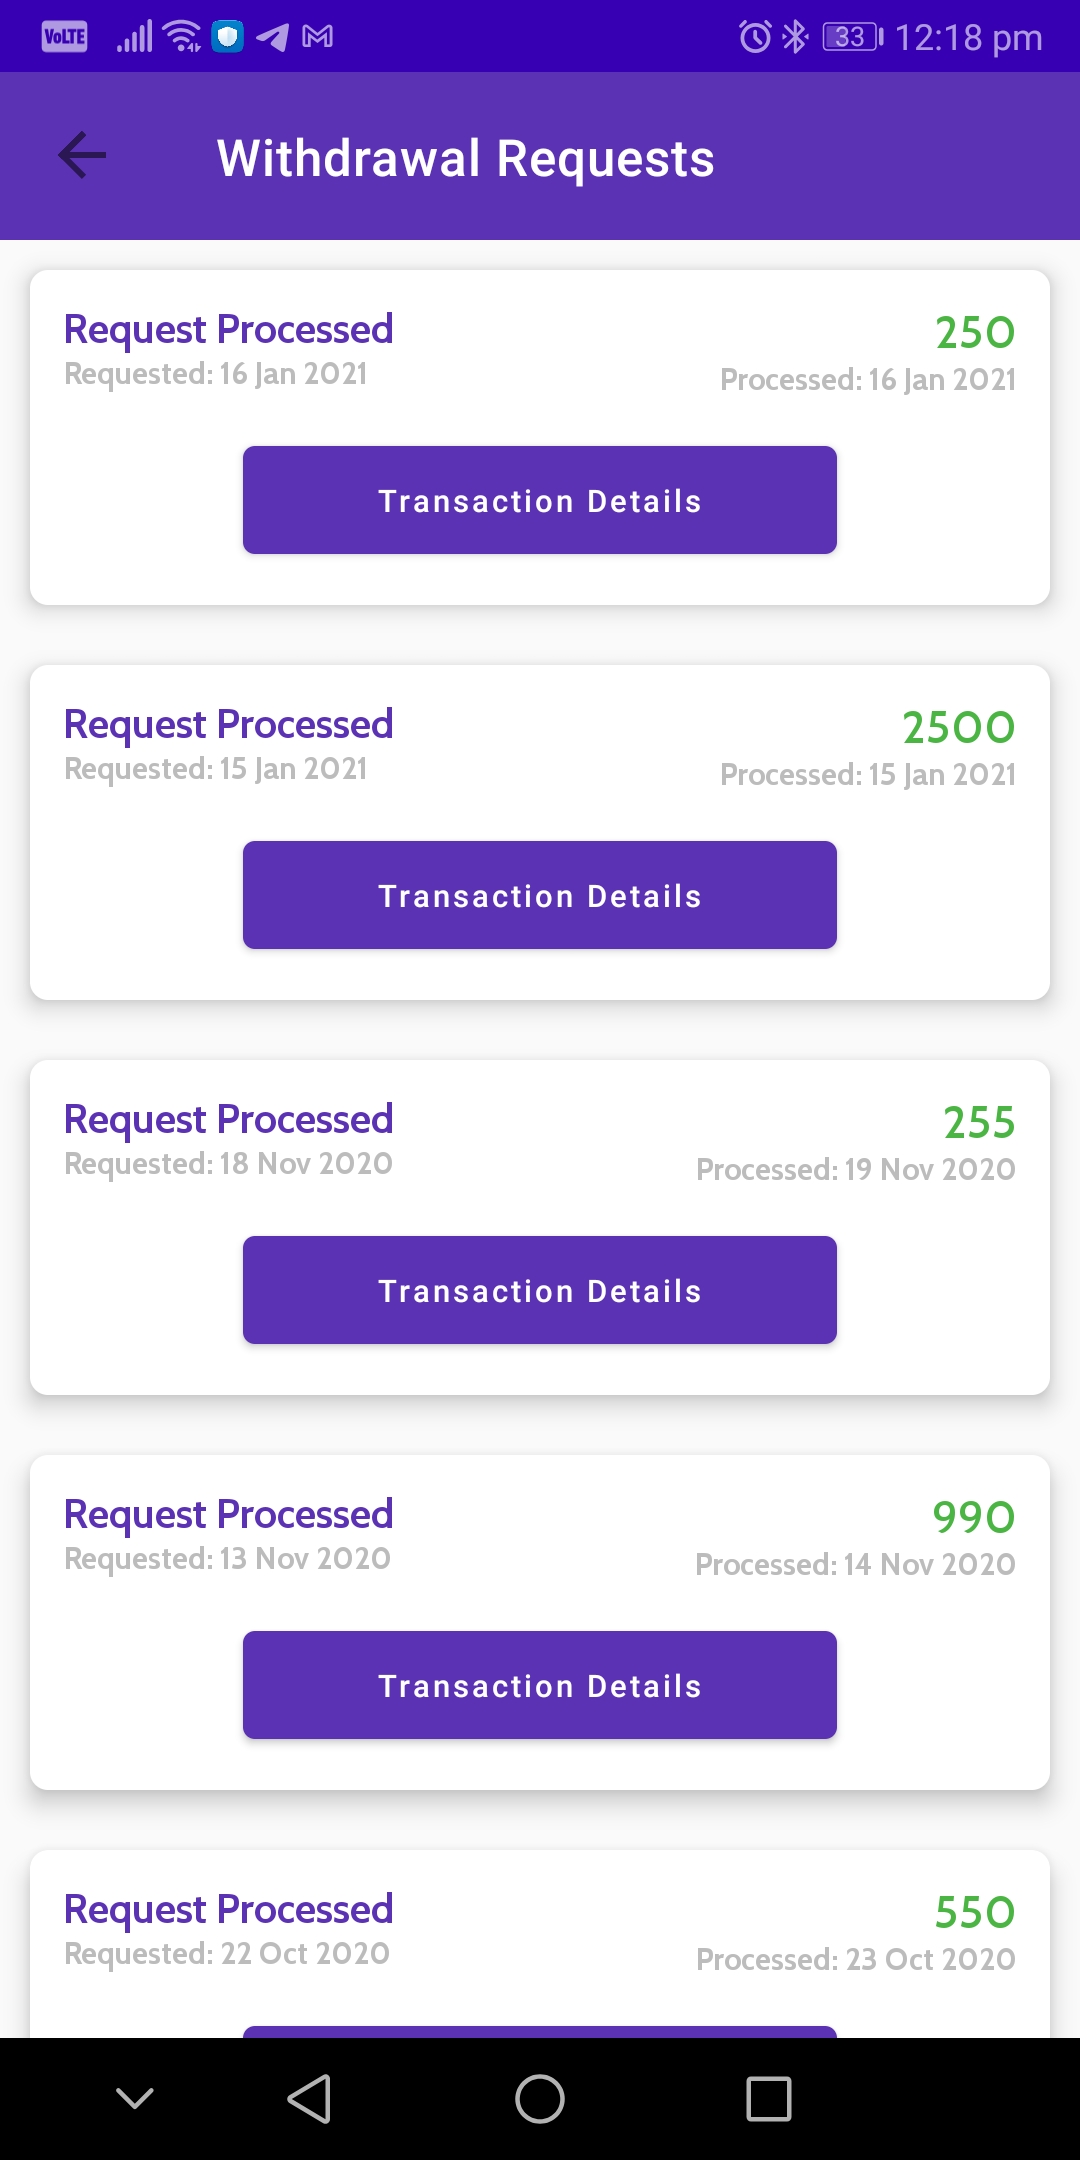 VoLTE 33 12:18 pm
Withdrawal Requests
Request Processed 250
Requested: 16 Jan 2021 Processed: 16 Jan 2021
Transaction Details
Request Processed 2500
Requested: 15 Jan 2021 Processed: 15 Jan 2021
Transaction Details
Request Processed 255
Requested: 18 Nov 2020 Processed: 19 Nov 2020
Transaction Details
Request Processed 990
Requested: 13 Nov 2020 Processed: 14 Nov 2020
Transaction Details
Request Processed 550
Requested: 22 Oct 2020 Processed: 23 Oct 2020